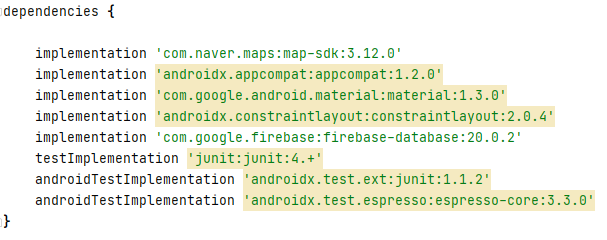 dependencies {
implementation 'com.naver.maps:map-sdk:3.12.0'
implementation 'androidx.appcompat:appcompat:1.2.0'
implementation 'com.google.android.material:material:1.3.0'
implementation 'androidx.constraintlayout:constraintlayout:2.0.4'
implementation 'com.google.firebase:firebase-database:20.0.2'
testImplementation 'junit:junit:4.+'
androidTestImplementation 'androidx.test.ext:junit:1.1.2'
androidTestImplementation 'androidx.test.espresso:espresso-core:3.3.0'
}